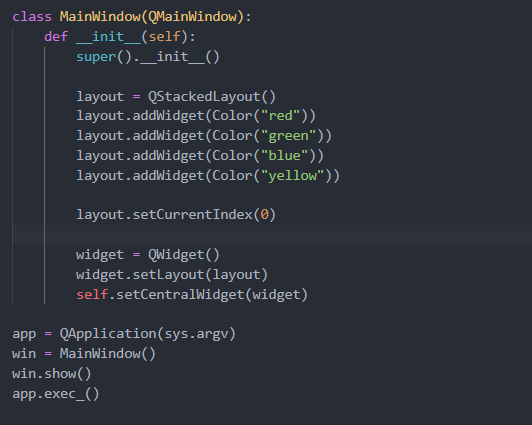 class MainWindow(QMainWindow):
    def __init__(self):
        super().__init__()
        layout = QStackedLayout()
        layout.addWidget(Color("red"))
        layout.addWidget(Color("green"))
        layout.addWidget(Color("blue"))
        layout.addWidget(Color("yellow"))
        layout.setCurrentIndex(0)
        widget = QWidget()
        widget.setLayout(layout)
        self.setCentralWidget(widget)
app = QApplication(sys.argv)
win = MainWindow()
win.show()
app.exec_()